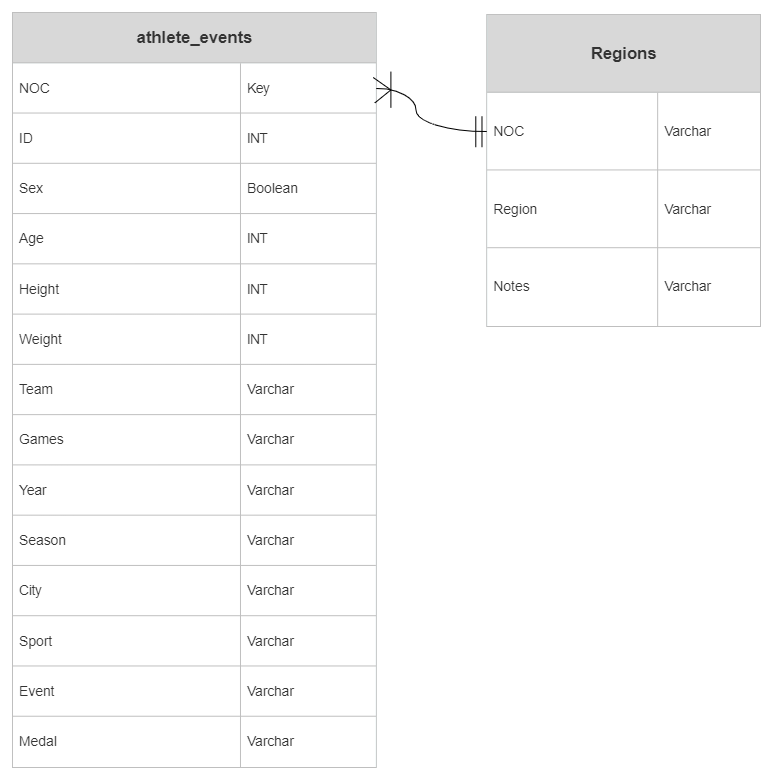 athlete_events
NOC Key
ID INT
Sex Boolean
Age INT
Height INT
Weight INT
Team Varchar
Games Varchar
Year Varchar
Season Varchar
City Varchar
Sport Varchar
Event Varchar
Medal Varchar
Regions
NOC Varchar
Region Varchar
Notes Varchar